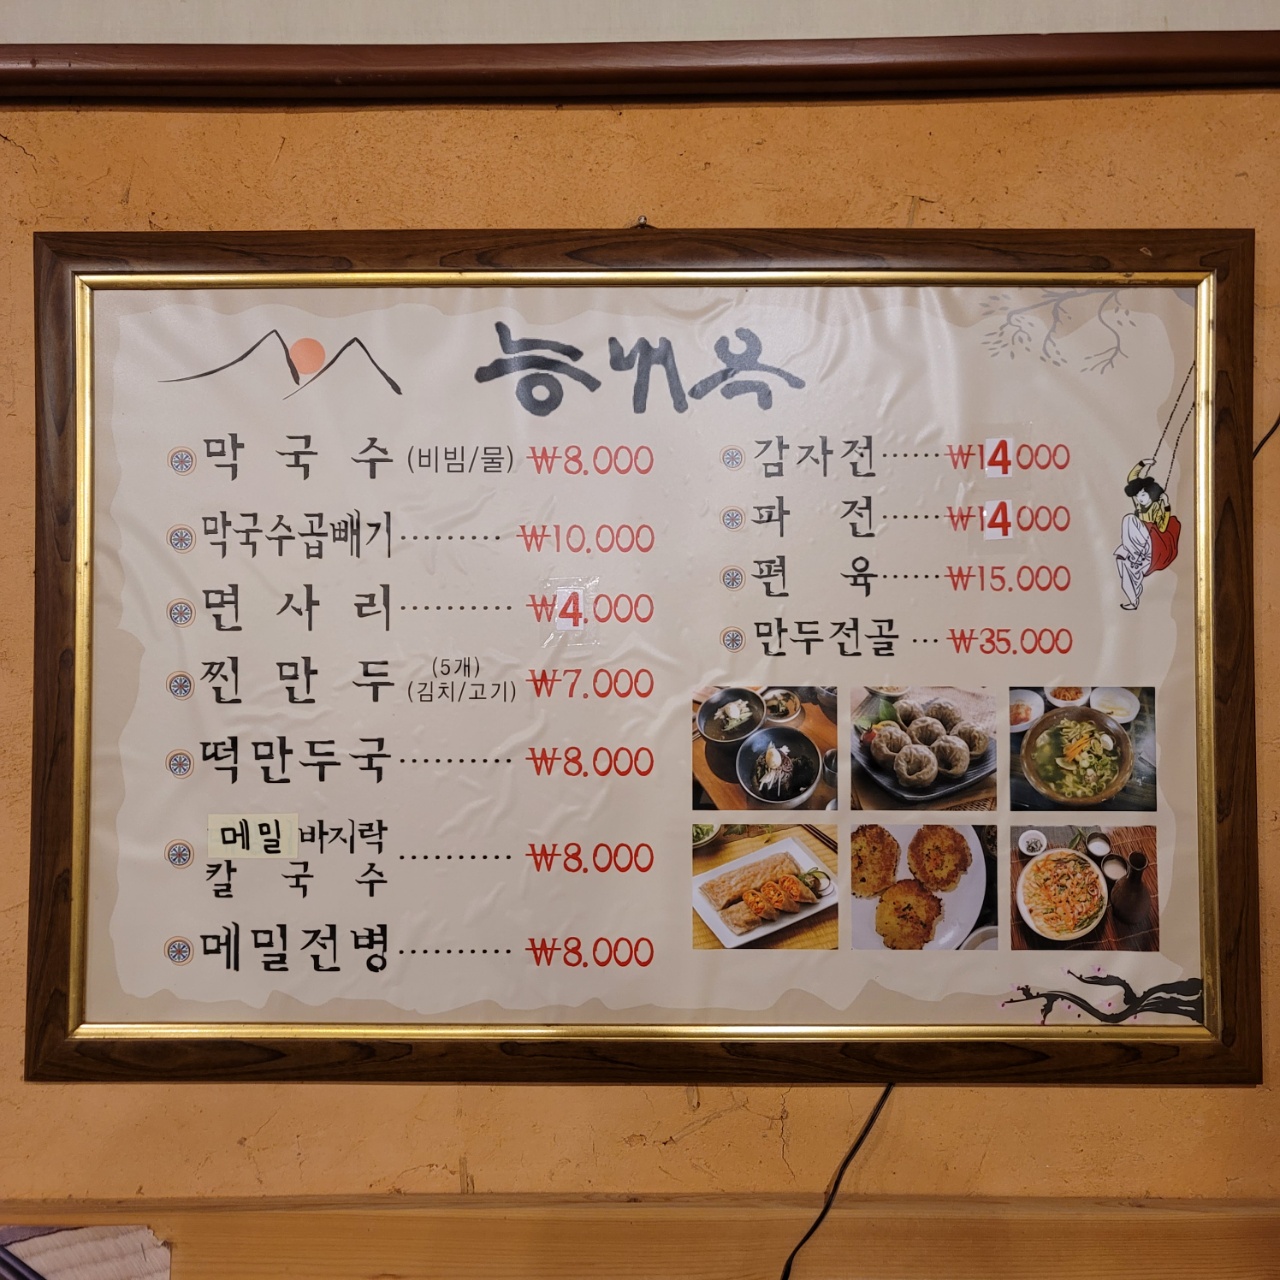 능내옥
막국수 (비빔/물) ₩8.000
막국수곱빼기 ········· ₩10.000
면사리 ·········· ₩4.000
찐만두 (5개) (김치/고기) ₩7.000
떡만두국 ·········· ₩8.000
메밀 바지락
칼국수 ·········· ₩8.000
메밀전병 ·········· ₩8.000
감자전 ······ ₩14000
파전 ······ ₩14000
편육 ······ ₩15.000
만두전골 ··· ₩35.000